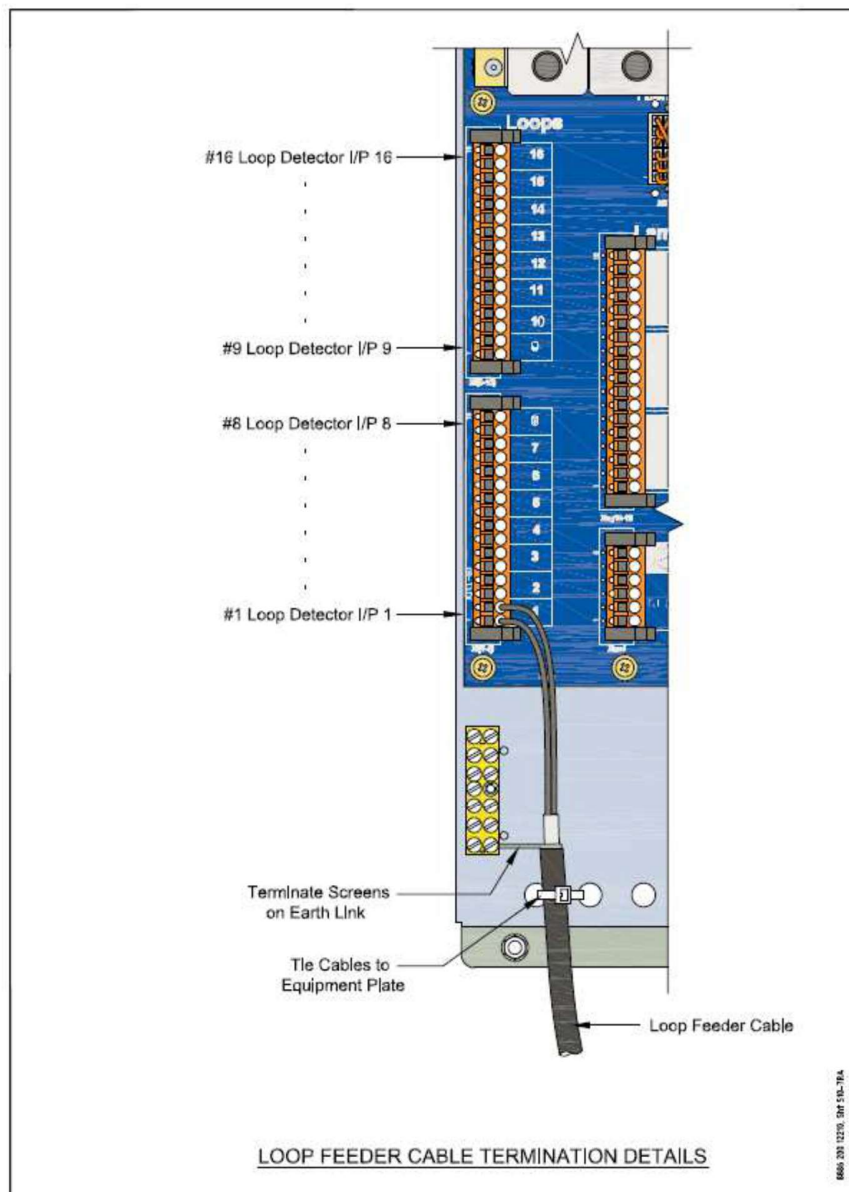 Loops
#16 Loop Detector I/P 16
16
15
14
13
12
11
10
9
#9 Loop Detector I/P 9
#8 Loop Detector I/P 8
8
7
6
5
4
3
2
1
#1 Loop Detector I/P 1
Terminate Screens
on Earth Link
Tie Cables to
Equipment Plate
Loop Feeder Cable
LOOP FEEDER CABLE TERMINATION DETAILS